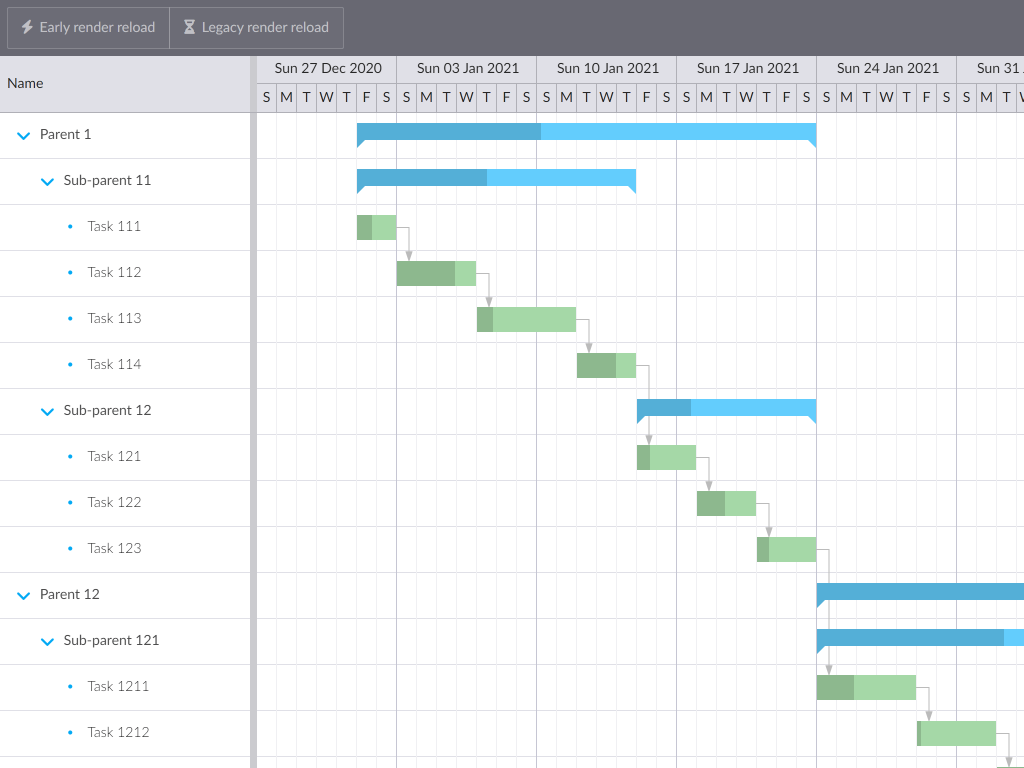 Early render reload Legacy render reload
Name
Sun 27 Dec 2020 Sun 03 Jan 2021 Sun 10 Jan 2021 Sun 17 Jan 2021 Sun 24 Jan 2021 Sun 31
S M T W T F S S M T W T F S S M T W T F S S M T W T F S S M T W T F S S M T
Parent 1
Sub-parent 11
Task 111
Task 112
Task 113
Task 114
Sub-parent 12
Task 121
Task 122
Task 123
Parent 12
Sub-parent 121
Task 1211
Task 1212